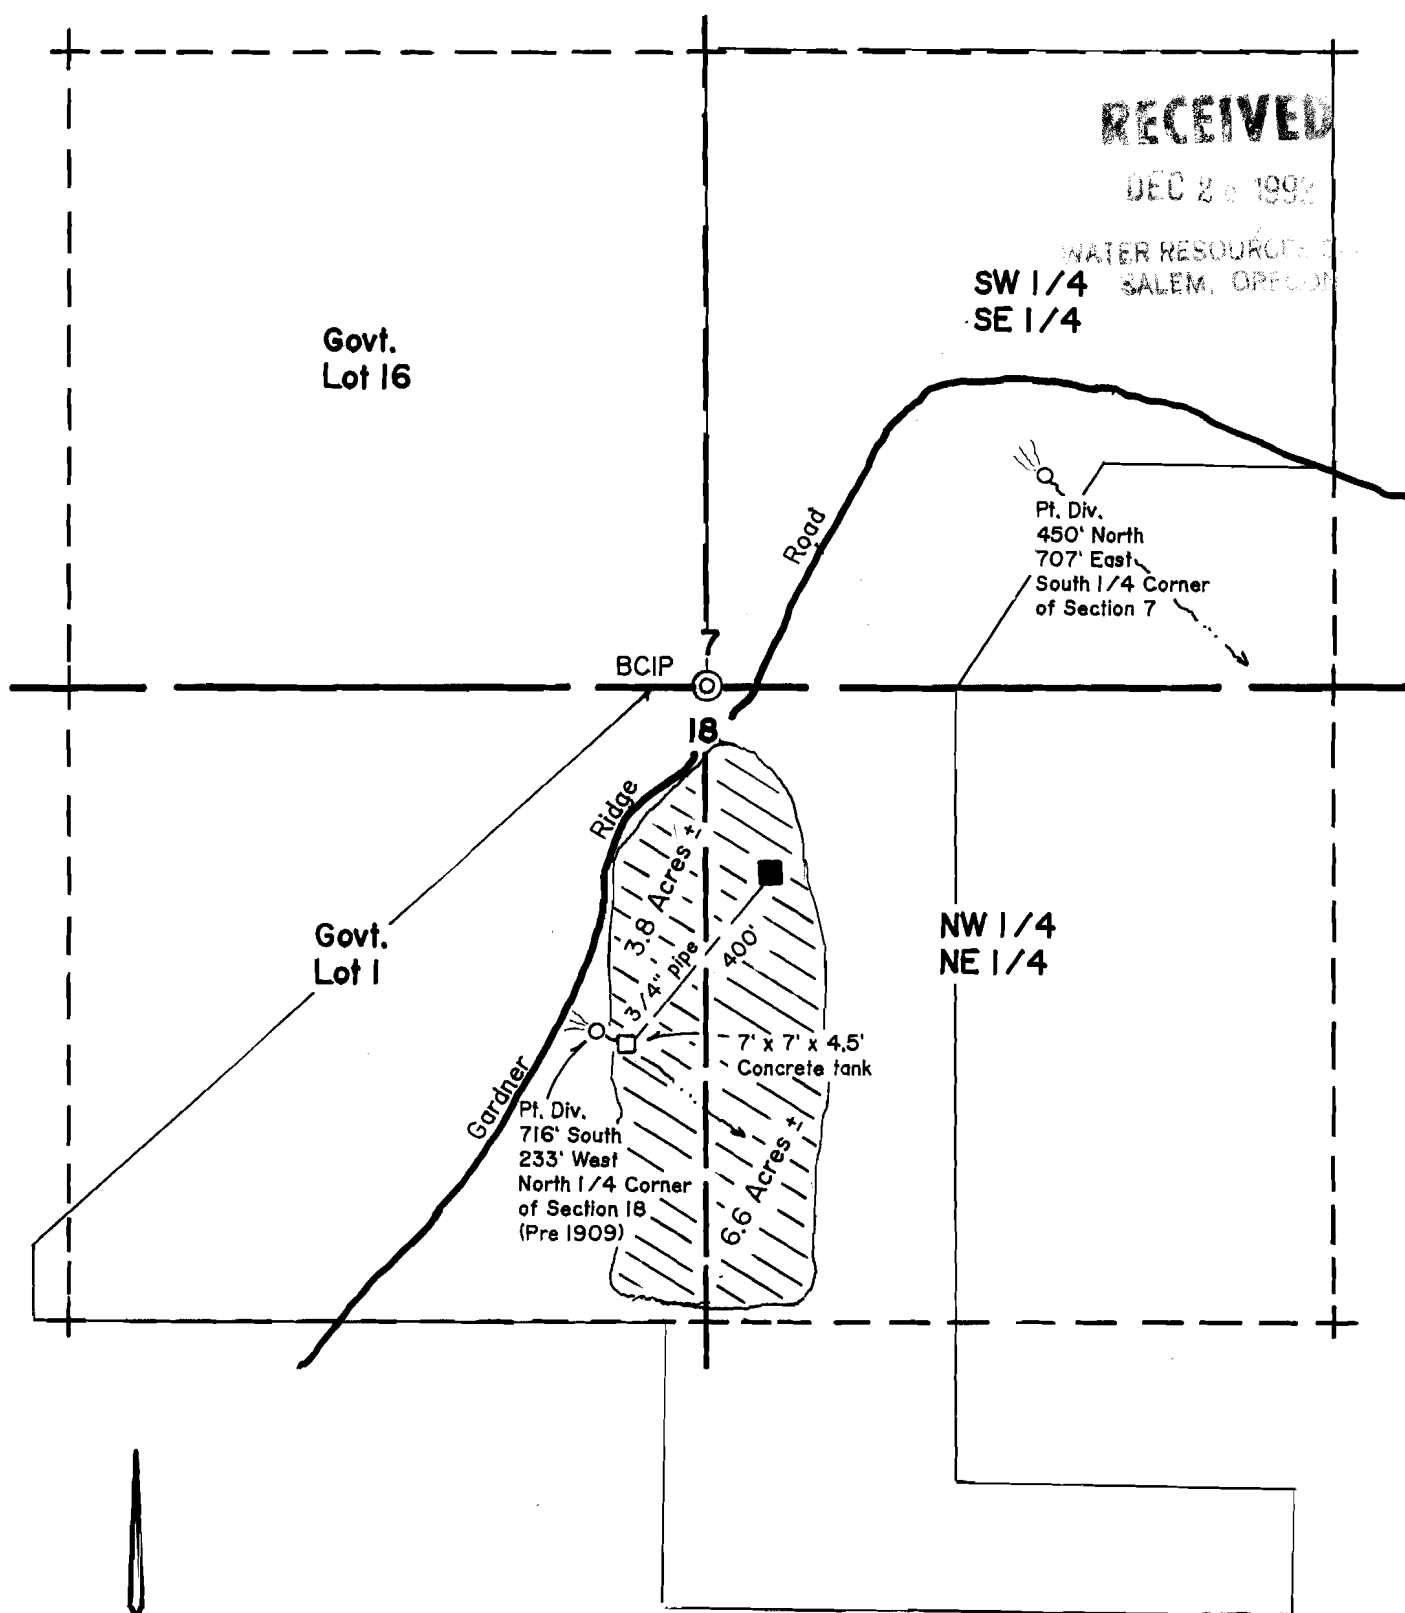 RECEIVED
DEC 1992
WATER RESOURCES
SALEM, OREGON
SW 1/4
SE 1/4
Govt.
Lot 16
Road
Pt. Div.
450' North
707' East
South 1/4 Corner
of Section 7
7
BCIP
18
Ridge
3.8 Acres ±
3/4" pipe
400'
NW 1/4
NE 1/4
Govt.
Lot 1
7' x 7' x 4.5'
Concrete tank
Gardner
Pt. Div.
716' South
233' West
North 1/4 Corner
of Section 18
(Pre 1909)
6.6 Acres ±